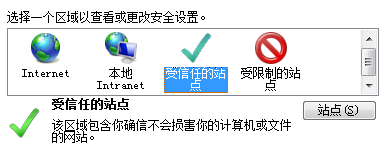 选择一个区域以查看或更改安全设置。
Internet
本地
Intranet
受信任的站
点
受限制的站
点
受信任的站点
该区域包含你确信不会损害你的计算机或文件
的网站。
站点(S)